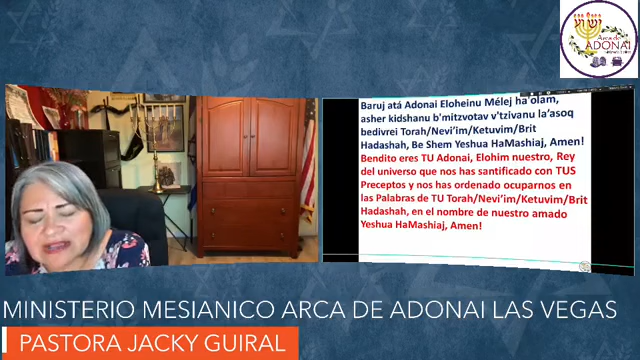 ישוע
Arca de
ADONAI
Baruj atá Adonai Eloheinu Mélej ha'olam,
asher kidshanu b'mitzvotav v'tzivanu la'asoq
bedivrei Torah/Nevi'im/Ketuvim/Brit
Hadashah, Be Shem Yeshua HaMashiaj, Amen!
Bendito eres TU Adonai, Elohim nuestro, Rey
del universo que nos has santificado con TUS
Preceptos y nos has ordenado ocuparnos en
las Palabras de TU Torah/Nevi'im/Ketuvim/Brit
Hadashah, en el nombre de nuestro amado
Yeshua HaMashiaj, Amen!
MINISTERIO MESIANICO ARCA DE ADONAI LAS VEGAS
PASTORA JACKY GUIRAL